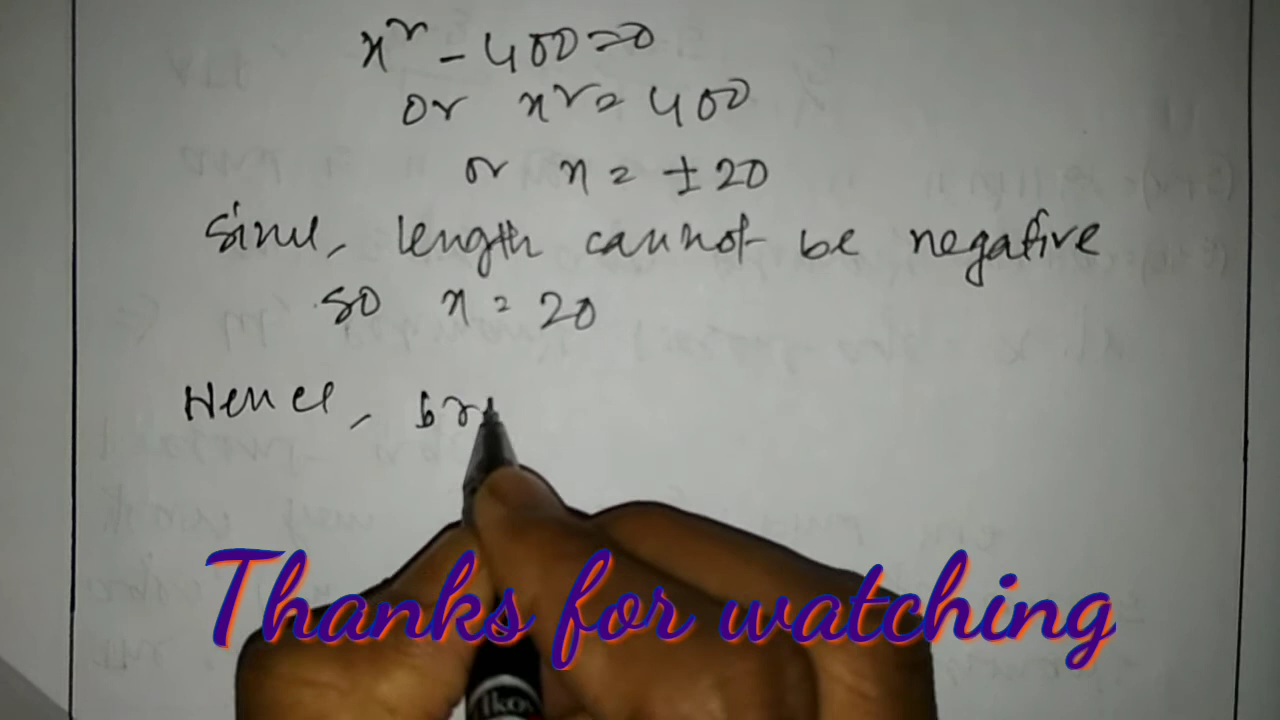 x² - 400 = 0
or x² = 400
or x = ± 20
Since, length cannot be negative
so x = 20
Hence, br
Thanks for watching